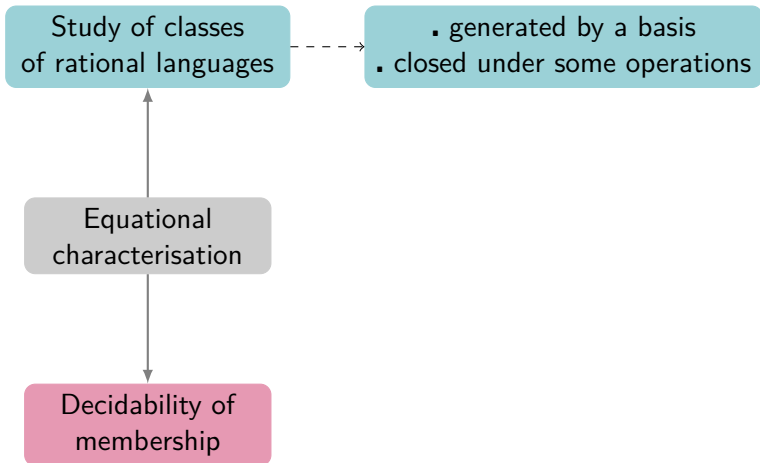 Study of classes
of rational languages
. generated by a basis
. closed under some operations
Equational
characterisation
Decidability of
membership